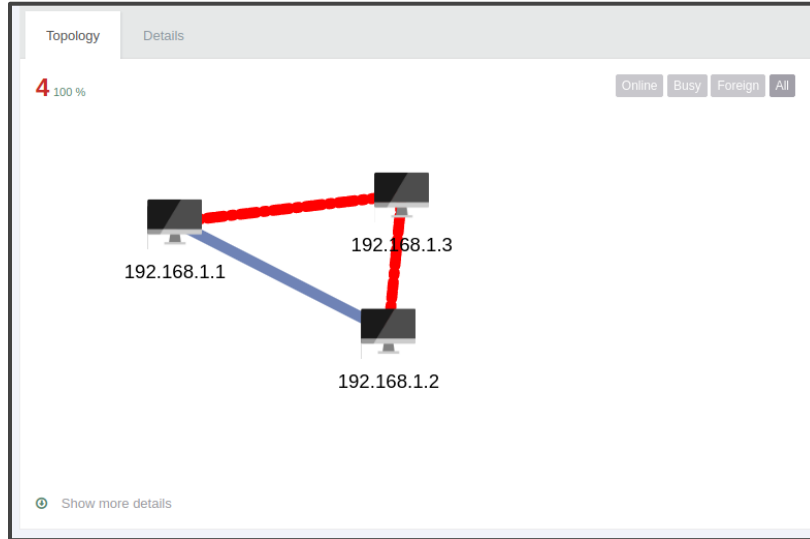 Topology Details
4 100 %
Online Busy Foreign All
192.168.1.3
192.168.1.1
192.168.1.2
Show more details